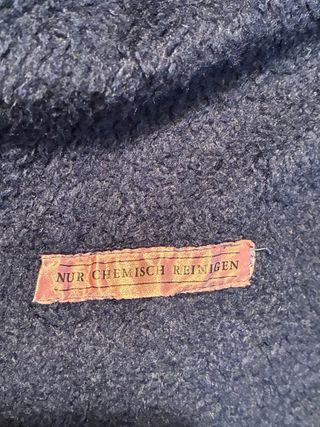 NUR CHEMISCH REINIGEN